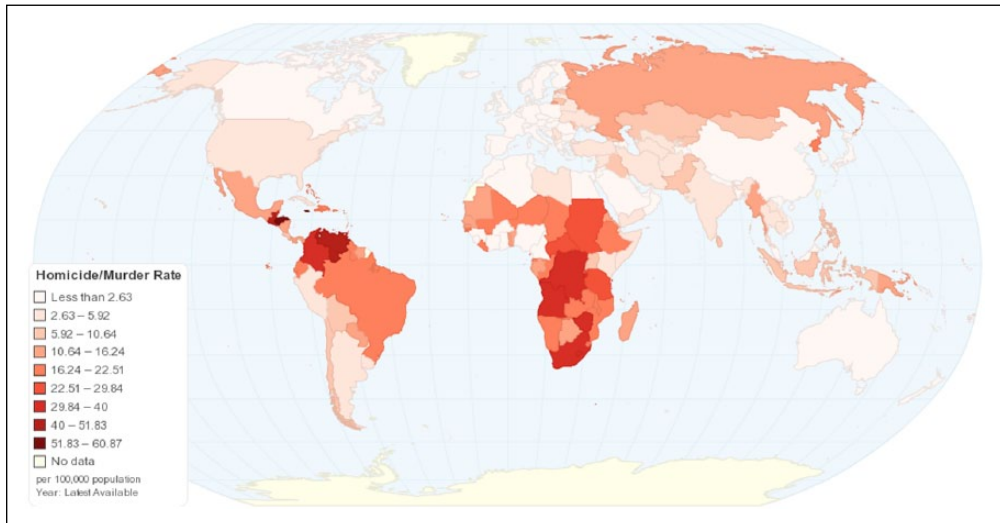 Homicide/Murder Rate
Less than 2.63
2.63 – 5.92
5.92 – 10.64
10.64 – 16.24
16.24 – 22.51
22.51 – 29.84
29.84 – 40
40 – 51.83
51.83 – 60.87
No data
per 100,000 population
Year: Latest Available